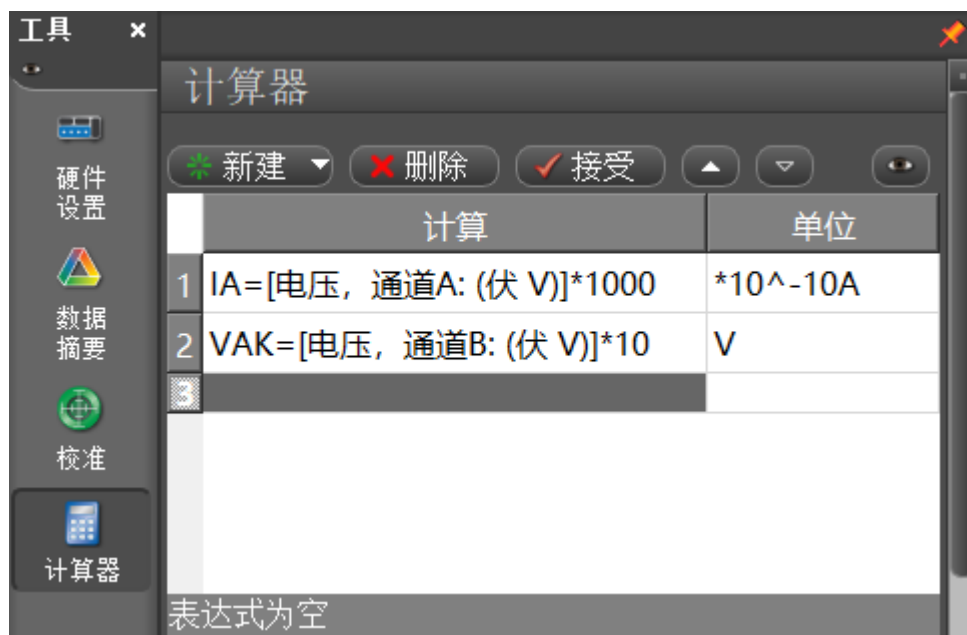 工具
×
硬件
设置
数据
摘要
校准
计算器
计算器
新建
删除
接受
计算
单位
1 IA=[电压，通道A: (伏 V)]*1000 *10^-10A
2 VAK=[电压，通道B: (伏 V)]*10 V
3
表达式为空